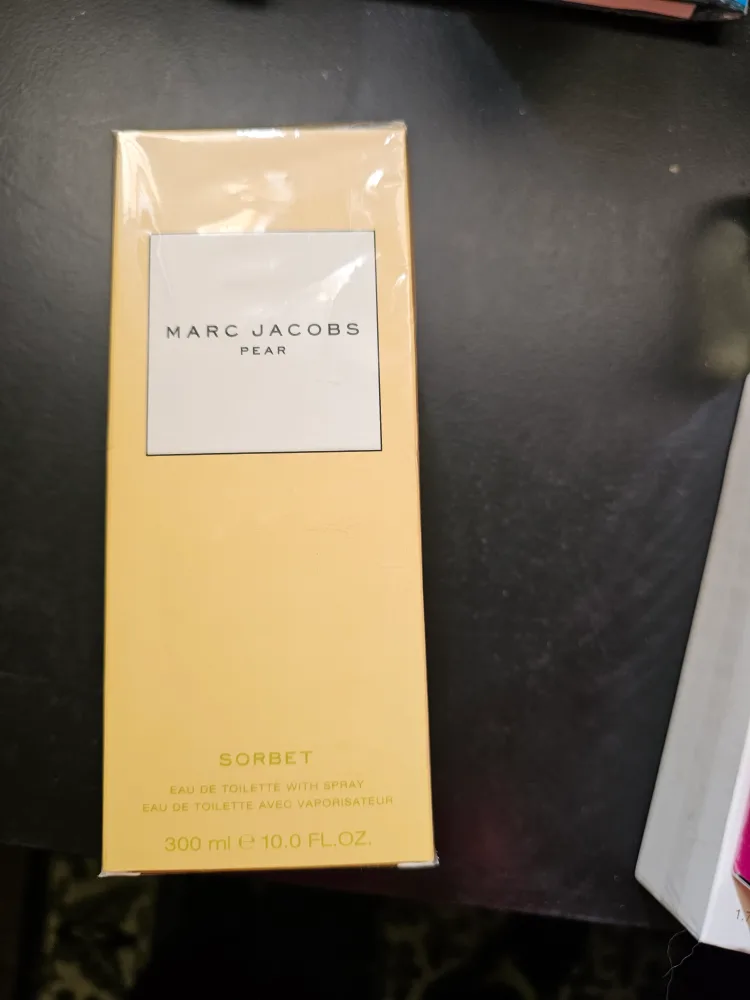 MARC JACOBS
PEAR
SORBET
EAU DE TOILETTE WITH SPRAY
EAU DE TOILETTE AVEC VAPORISATEUR
300 ml ℮ 10.0 FL.OZ.